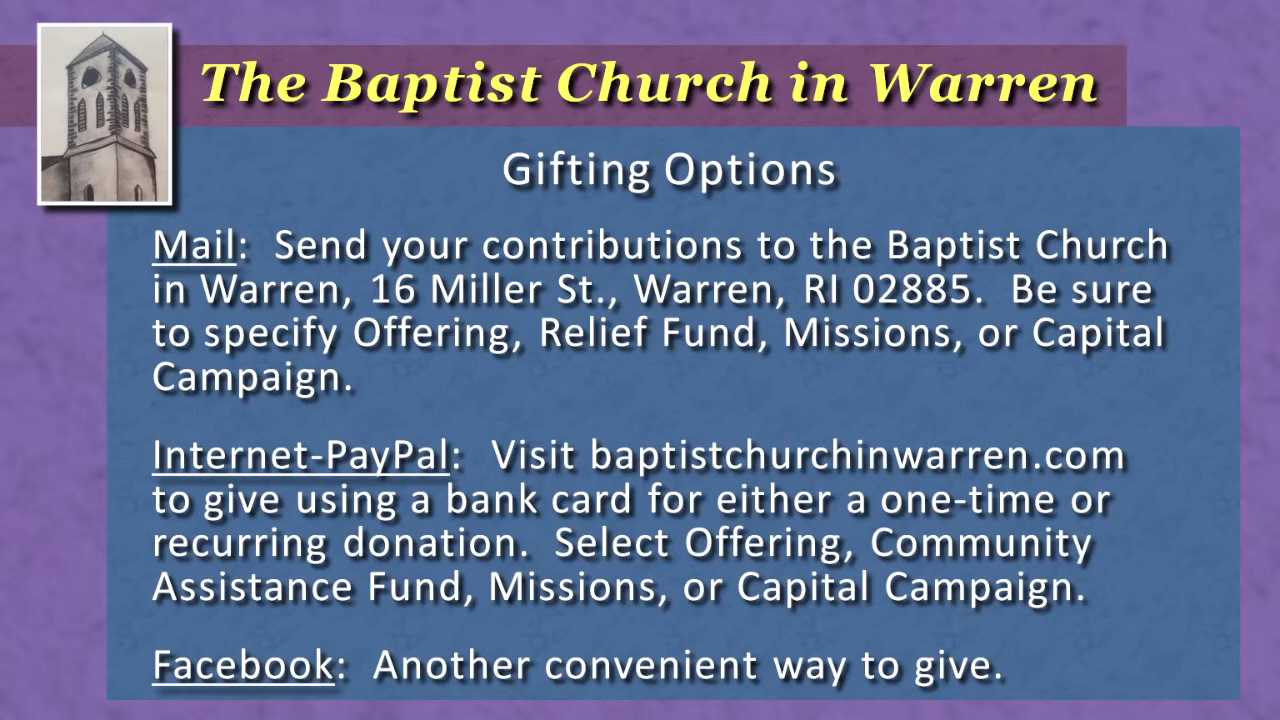 The Baptist Church in Warren
Gifting Options
Mail:  Send your contributions to the Baptist Church
in Warren, 16 Miller St., Warren, RI 02885.  Be sure
to specify Offering, Relief Fund, Missions, or Capital
Campaign.
Internet-PayPal:  Visit baptistchurchinwarren.com
to give using a bank card for either a one-time or
recurring donation.  Select Offering, Community
Assistance Fund, Missions, or Capital Campaign.
Facebook:  Another convenient way to give.